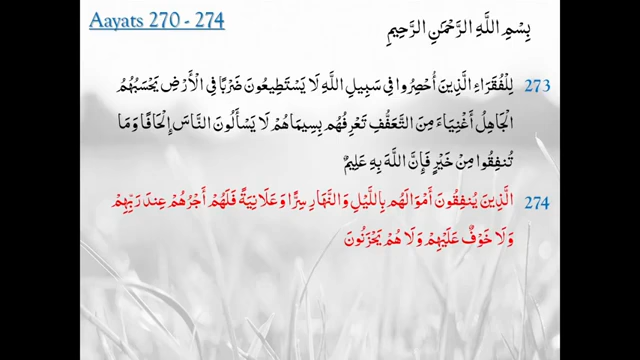 Aayats 270 - 274
بِسْمِ اللَّهِ الرَّحْمَٰنِ الرَّحِيمِ
273 لِلْفُقَرَاءِ الَّذِينَ أُحْصِرُوا فِي سَبِيلِ اللَّهِ لَا يَسْتَطِيعُونَ ضَرْبًا فِي الْأَرْضِ يَحْسَبُهُمُ
الْجَاهِلُ أَغْنِيَاءَ مِنَ التَّعَفُّفِ تَعْرِفُهُم بِسِيمَاهُمْ لَا يَسْأَلُونَ النَّاسَ إِلْحَافًا وَمَا
تُنفِقُوا مِنْ خَيْرٍ فَإِنَّ اللَّهَ بِهِ عَلِيمٌ
274 الَّذِينَ يُنفِقُونَ أَمْوَالَهُم بِاللَّيْلِ وَالنَّهَارِ سِرًّا وَعَلَانِيَةً فَلَهُمْ أَجْرُهُمْ عِندَ رَبِّهِمْ
وَلَا خَوْفٌ عَلَيْهِمْ وَلَا هُمْ يَحْزَنُونَ